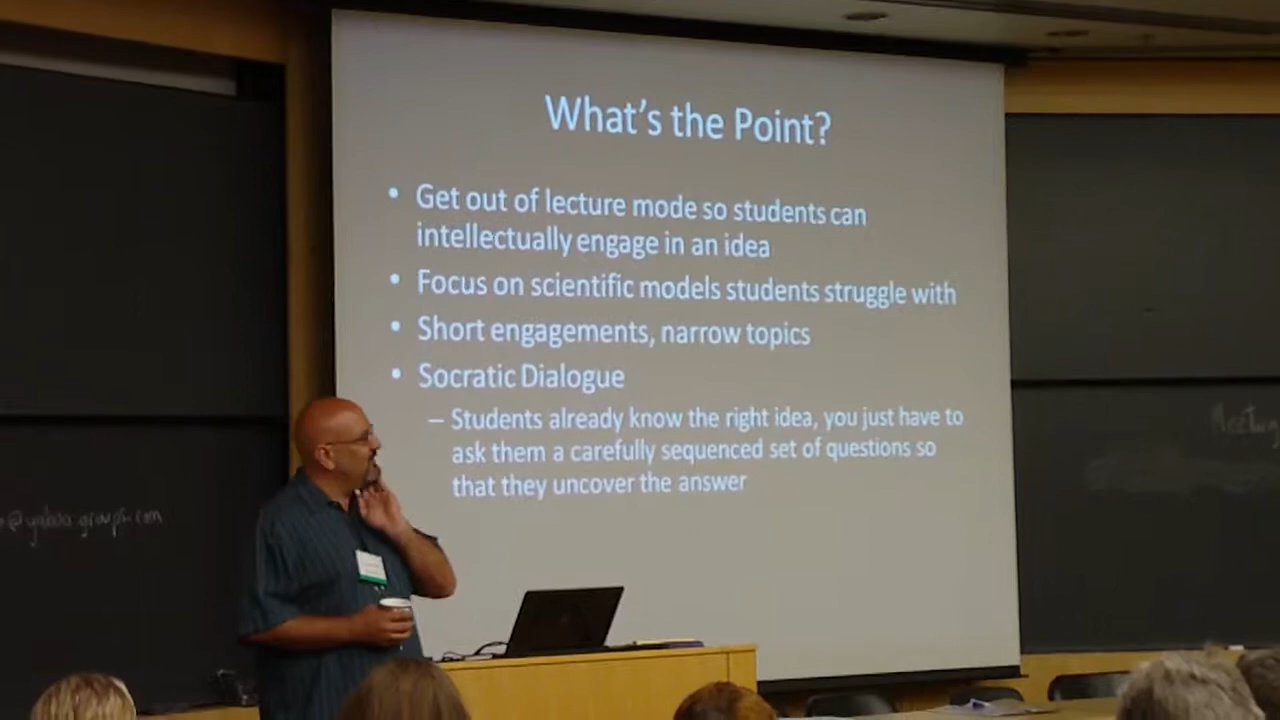 What's the Point?
• Get out of lecture mode so students can
intellectually engage in an idea
• Focus on scientific models students struggle with
• Short engagements, narrow topics
• Socratic Dialogue
– Students already know the right idea, you just have to
ask them a carefully sequenced set of questions so
that they uncover the answer